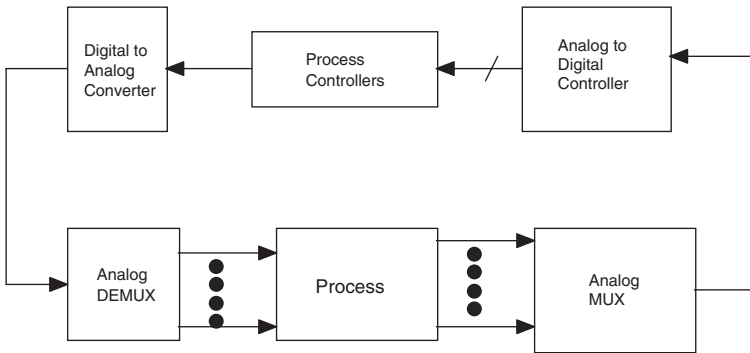 Digital to
Analog
Converter
Process
Controllers
Analog to
Digital
Controller
Analog
DEMUX
Process
Analog
MUX